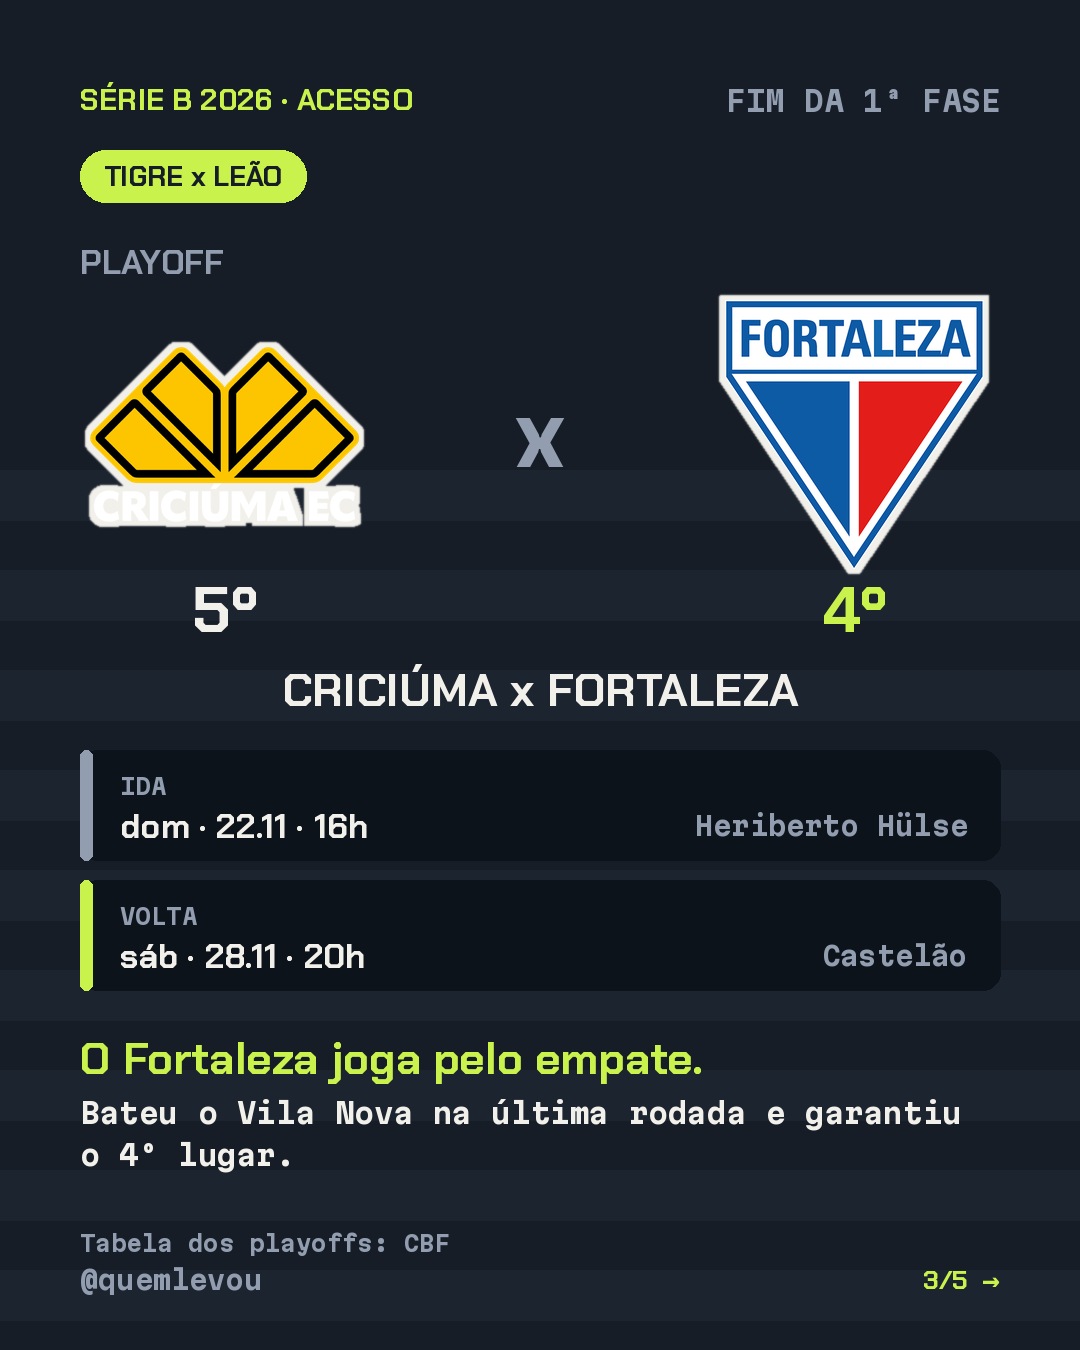 SÉRIE B 2026 · ACESSO
FIM DA 1ª FASE
TIGRE x LEÃO
PLAYOFF
FORTALEZA
X
CRICIÚMA EC
5º
4º
CRICIÚMA x FORTALEZA
IDA
dom · 22.11 · 16h
Heriberto Hülse
VOLTA
sáb · 28.11 · 20h
Castelão
O Fortaleza joga pelo empate.
Bateu o Vila Nova na última rodada e garantiu
o 4º lugar.
Tabela dos playoffs: CBF
@quemlevou
3/5 →